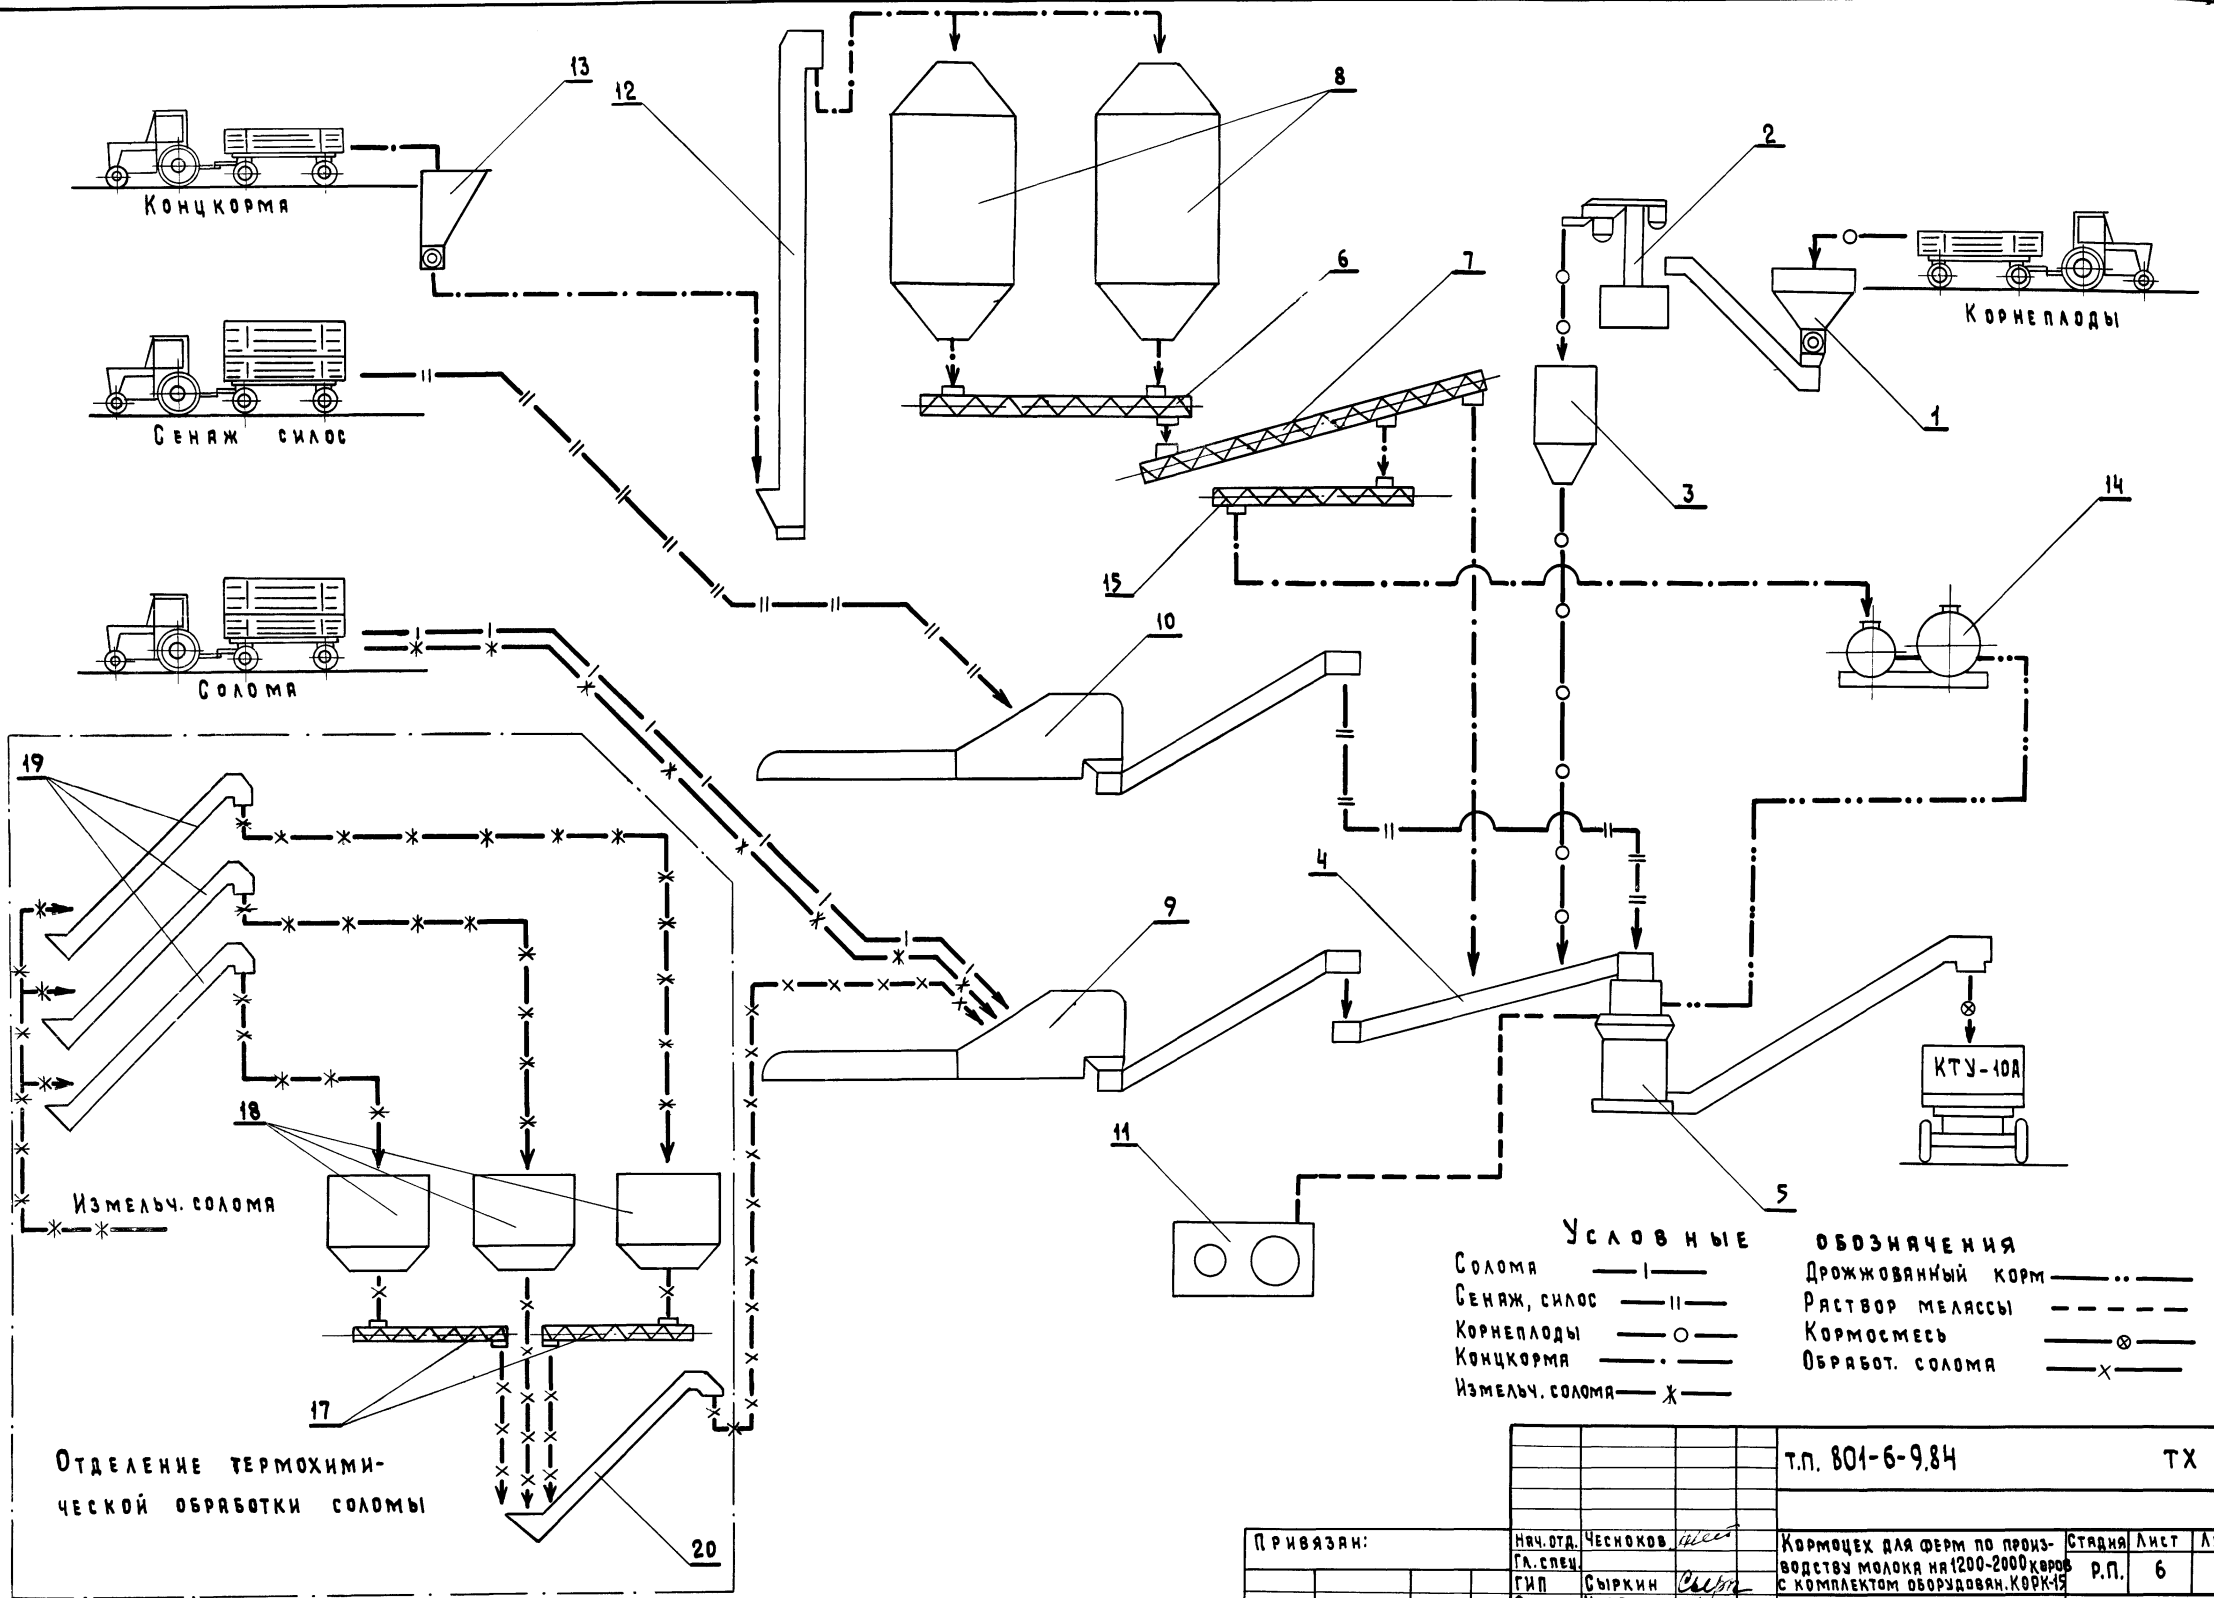 13
12
8
2
Концкорма
6
7
Корнеплоды
1
Сенаж силос
3
14
15
10
Солома
19
4
9
18
11
КТУ-10А
5
Измельч. солома
17
20
Отделение термохими-
ческой обработки соломы
Условные обозначения
Солома
Сенаж, силос
Корнеплоды
Концкорма
Измельч. солома
Дрожжованный корм
Раствор мелассы
Кормосмесь
Обработ. солома
т.п. 801-6-9.84 ТХ
Привязан:
Нач. отд. Чесноков
Гл. спец.
ГИП Сыркин
Кормоцех для ферм по произ-
водству молока на 1200-2000 коров
с комплектом оборудован. КОРК-15
Стадия Лист
Р.П. 6